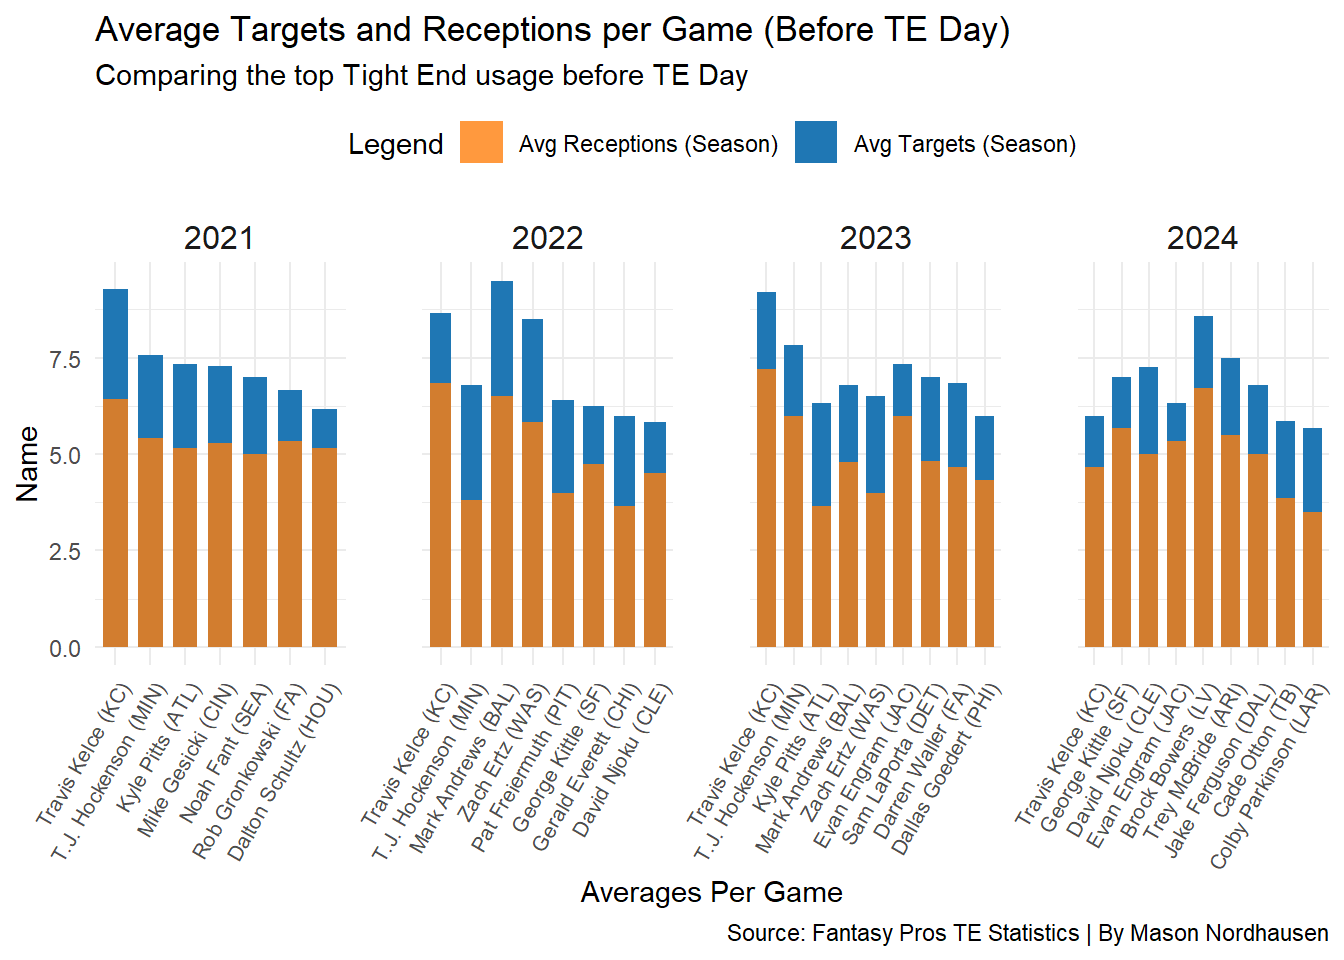 Average Targets and Receptions per Game (Before TE Day)
Comparing the top Tight End usage before TE Day
Legend Avg Receptions (Season) Avg Targets (Season)
2021 2022 2023 2024
Name
7.5
5.0
2.5
0.0
Travis Kelce (KC)
T.J. Hockenson (MIN)
Kyle Pitts (ATL)
Mike Gesicki (CIN)
Noah Fant (SEA)
Rob Gronkowski (FA)
Dalton Schultz (HOU)
Travis Kelce (KC)
T.J. Hockenson (MIN)
Mark Andrews (BAL)
Zach Ertz (WAS)
Pat Freiermuth (PIT)
George Kittle (SF)
Gerald Everett (CHI)
David Njoku (CLE)
Travis Kelce (KC)
T.J. Hockenson (MIN)
Kyle Pitts (ATL)
Mark Andrews (BAL)
Zach Ertz (WAS)
Evan Engram (JAC)
Sam LaPorta (DET)
Darren Waller (FA)
Dallas Goedert (PHI)
Travis Kelce (KC)
George Kittle (SF)
David Njoku (CLE)
Evan Engram (JAC)
Brock Bowers (LV)
Trey McBride (ARI)
Jake Ferguson (DAL)
Cade Otton (TB)
Colby Parkinson (LAR)
Averages Per Game
Source: Fantasy Pros TE Statistics | By Mason Nordhausen